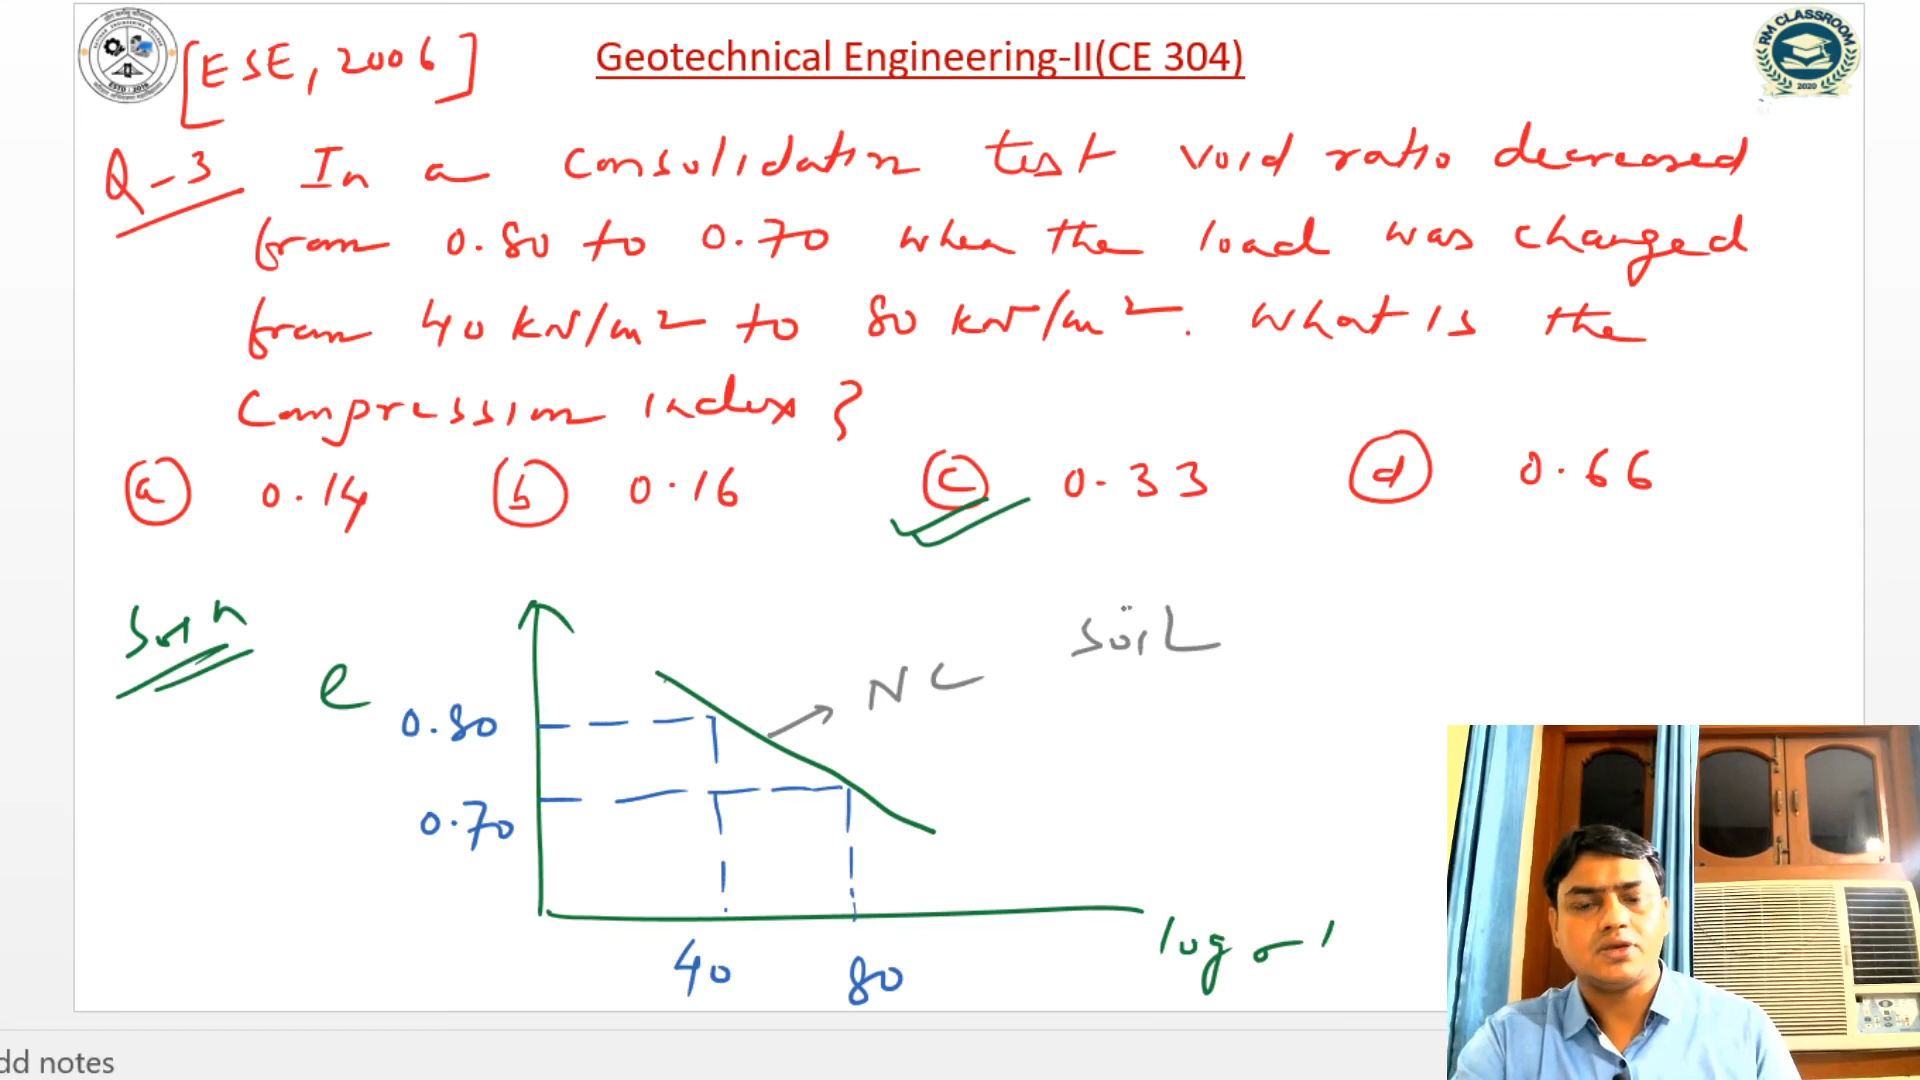 [ESE, 2006]
Geotechnical Engineering-II(CE 304)
RM CLASSROOM
2020
Q-3 In a consolidation test void ratio decreased
from 0.80 to 0.70 when the load was changed
from 40 kN/m² to 80 kN/m². What is the
Compression index?
(a) 0.14 (b) 0.16 (c) 0.33 (d) 0.66
Soln
e
NC SOIL
0.80
0.70
40 80
log σ'
dd notes